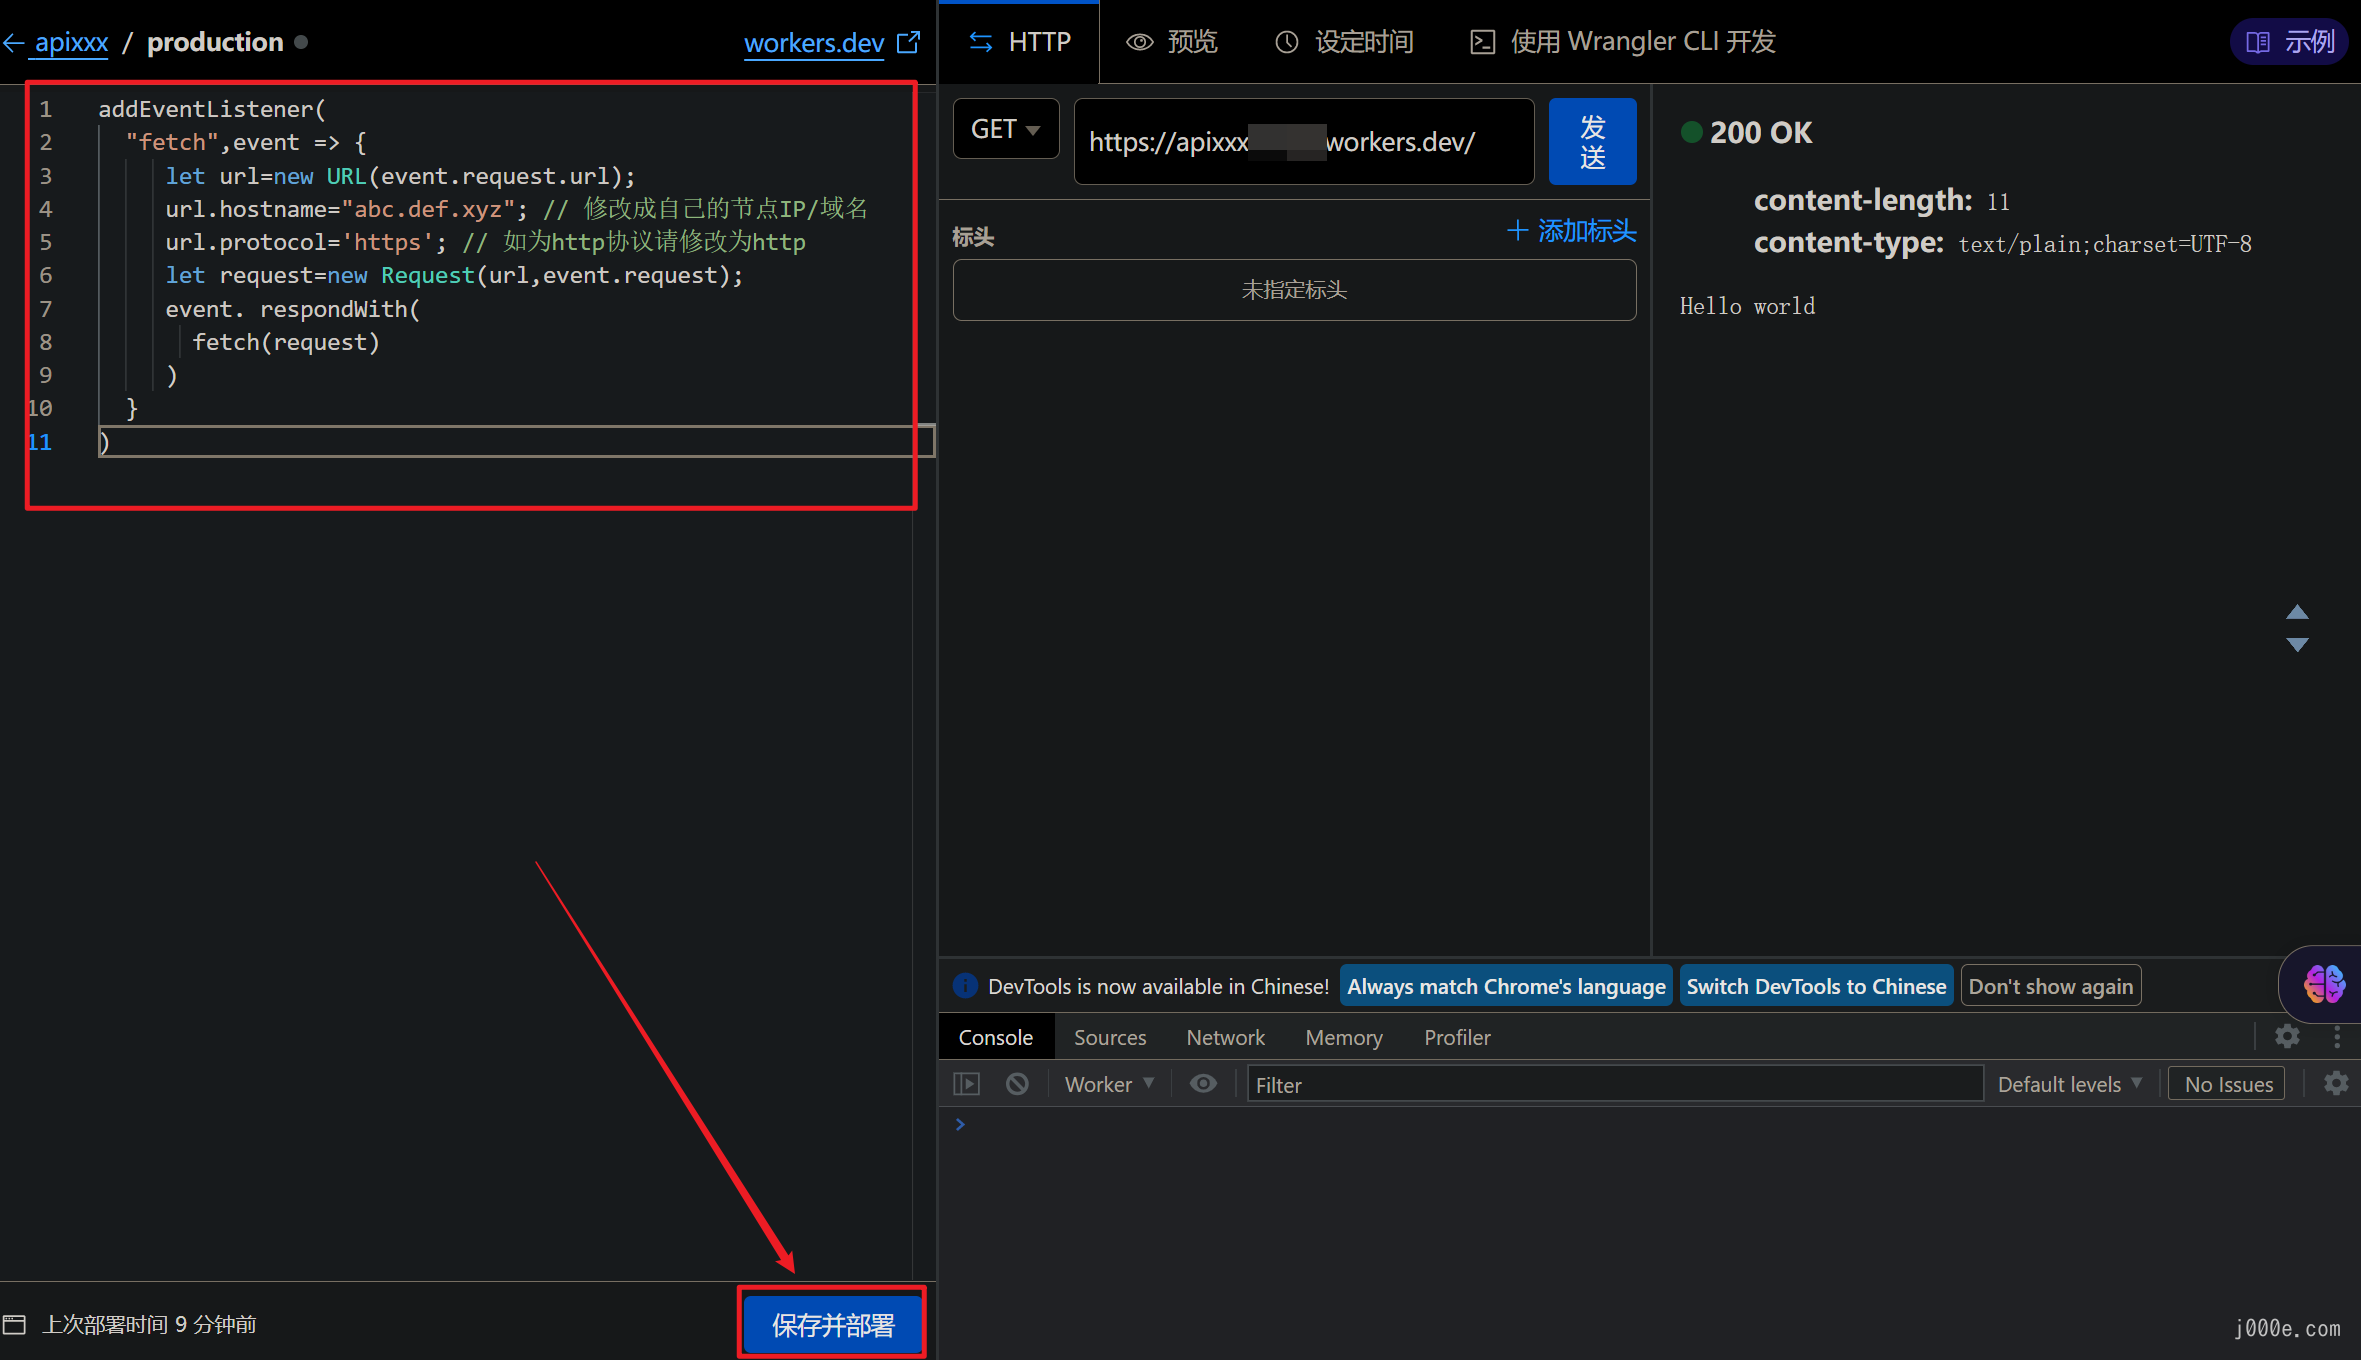 apixxx / production
workers.dev
HTTP
预览
设定时间
使用 Wrangler CLI 开发
示例
1 addEventListener(
2 "fetch",event => {
3 let url=new URL(event.request.url);
4 url.hostname="abc.def.xyz"; // 修改成自己的节点IP/域名
5 url.protocol='https'; // 如为http协议请修改为http
6 let request=new Request(url,event.request);
7 event. respondWith(
8 fetch(request)
9 )
10 }
11 )
GET
https://apixxx
workers.dev/
发送
标头
添加标头
未指定标头
200 OK
content-length: 11
content-type: text/plain;charset=UTF-8
Hello world
DevTools is now available in Chinese!
Always match Chrome's language
Switch DevTools to Chinese
Don't show again
Console
Sources
Network
Memory
Profiler
Worker
Filter
Default levels
No Issues
上次部署时间 9 分钟前
保存并部署
j000e.com